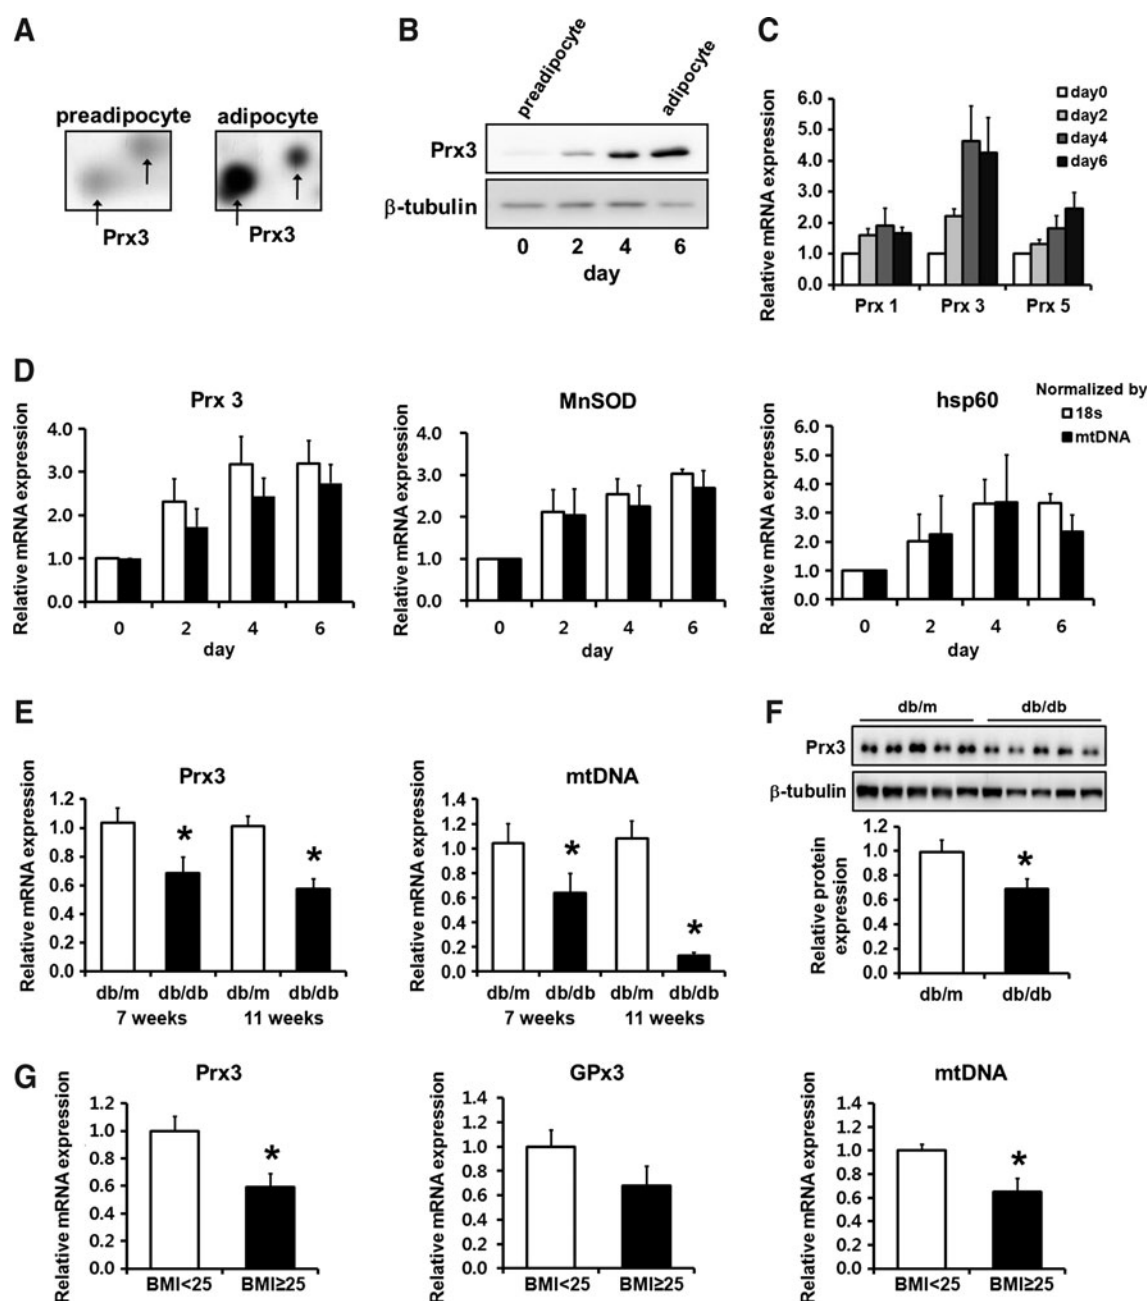 A
preadipocyte
adipocyte
Prx3
Prx3
B
preadipocyte
adipocyte
Prx3
β-tubulin
0 2 4 6
day
C
Relative mRNA expression
6.0
5.0
4.0
3.0
2.0
1.0
0.0
day0
day2
day4
day6
Prx 1 Prx 3 Prx 5
D
Prx 3
Relative mRNA expression
4.0
3.0
2.0
1.0
0.0
0 2 4 6
day
MnSOD
Relative mRNA expression
4.0
3.0
2.0
1.0
0.0
0 2 4 6
day
hsp60
Normalized by
18s
mtDNA
Relative mRNA expression
6.0
5.0
4.0
3.0
2.0
1.0
0.0
0 2 4 6
day
E
Prx3
Relative mRNA expression
1.2
1.0
0.8
0.6
0.4
0.2
0.0
* *
db/m db/db db/m db/db
7 weeks 11 weeks
mtDNA
Relative mRNA expression
1.4
1.2
1.0
0.8
0.6
0.4
0.2
0.0
* *
db/m db/db db/m db/db
7 weeks 11 weeks
F
db/m db/db
Prx3
β-tubulin
Relative protein
expression
1.2
1.0
0.8
0.6
0.4
0.2
0.0
*
db/m db/db
G
Prx3
Relative mRNA expression
1.2
1.0
0.8
0.6
0.4
0.2
0.0
*
BMI<25 BMI≥25
GPx3
Relative mRNA expression
1.4
1.2
1.0
0.8
0.6
0.4
0.2
0.0
BMI<25 BMI≥25
mtDNA
Relative mRNA expression
1.4
1.2
1.0
0.8
0.6
0.4
0.2
0.0
*
BMI<25 BMI≥25